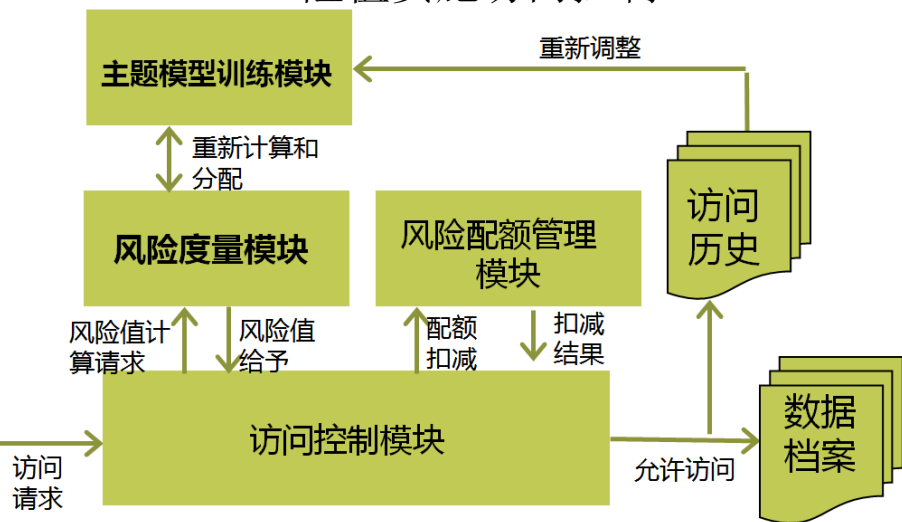 主题模型训练模块
重新调整
重新计算和
分配
访问
历史
风险度量模块
风险配额管理
模块
风险值计
算请求
风险值
给予
配额
扣减
扣减
结果
访问控制模块
数据
档案
允许访问
访问
请求